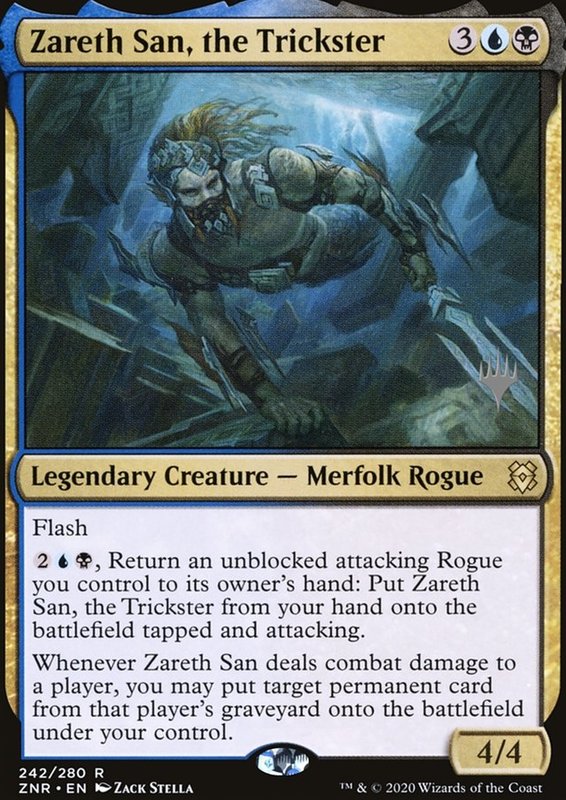 Zareth San, the Trickster 3
Legendary Creature — Merfolk Rogue
Flash
2, Return an unblocked attacking Rogue
you control to its owner's hand: Put Zareth
San, the Trickster from your hand onto the
battlefield tapped and attacking.
Whenever Zareth San deals combat damage to
a player, you may put target permanent card
from that player's graveyard onto the battlefield
under your control.
4/4
242/280 R
ZNR • EN Zack Stella
™ & © 2020 Wizards of the Coast